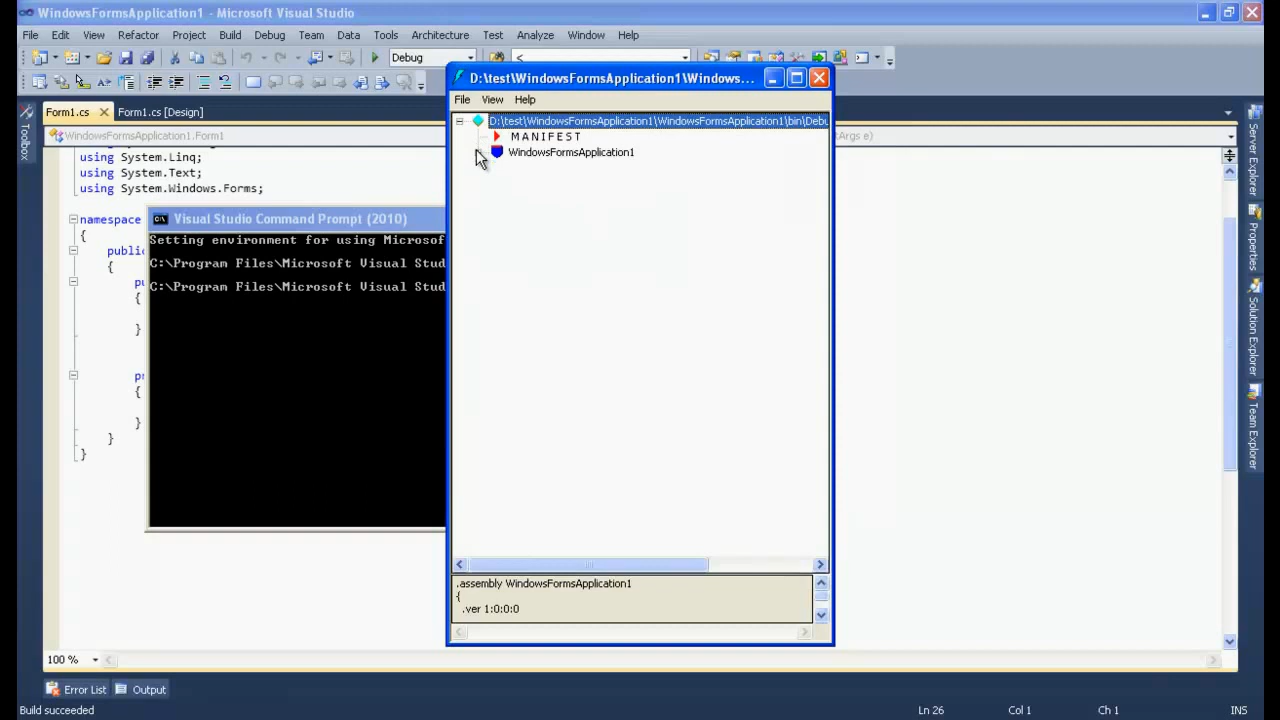 WindowsFormsApplication1 - Microsoft Visual Studio
File Edit View Refactor Project Build Debug Team Data Tools Architecture Test Analyze Window Help
Debug <
Form1.cs Form1.cs [Design]
WindowsFormsApplication1.Form1 Args e)
using System.Linq;
using System.Text;
using System.Windows.Forms;
namespace
{
public
{
pu
{
}
pr
{
}
}
}
Visual Studio Command Prompt (2010)
Setting environment for using Microsof
C:\Program Files\Microsoft Visual Stud
C:\Program Files\Microsoft Visual Stud
D:\test\WindowsFormsApplication1\Windows...
File View Help
D:\test\WindowsFormsApplication1\WindowsFormsApplication1\bin\Debu
MANIFEST
WindowsFormsApplication1
.assembly WindowsFormsApplication1
{
.ver 1:0:0:0
Toolbox
Server Explorer
Properties
Solution Explorer
Team Explorer
100 %
Error List Output
Build succeeded Ln 26 Col 1 Ch 1 INS